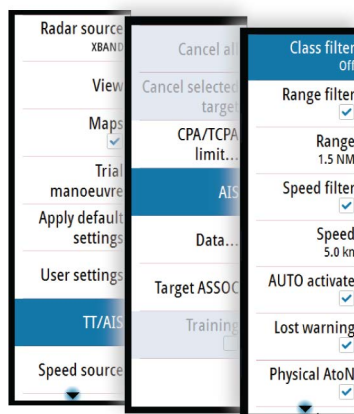 Radar source
XBAND
View
Maps
Trial
manoeuvre
Apply default
settings
User settings
TT/AIS
Speed source
Cancel all
Cancel selected
target
CPA/TCPA
limit...
AIS
Data...
Target ASSOC
Training
Class filter
Off
Range filter
Range
1.5 NM
Speed filter
Speed
5.0 kn
AUTO activate
Lost warning
Physical AtoN